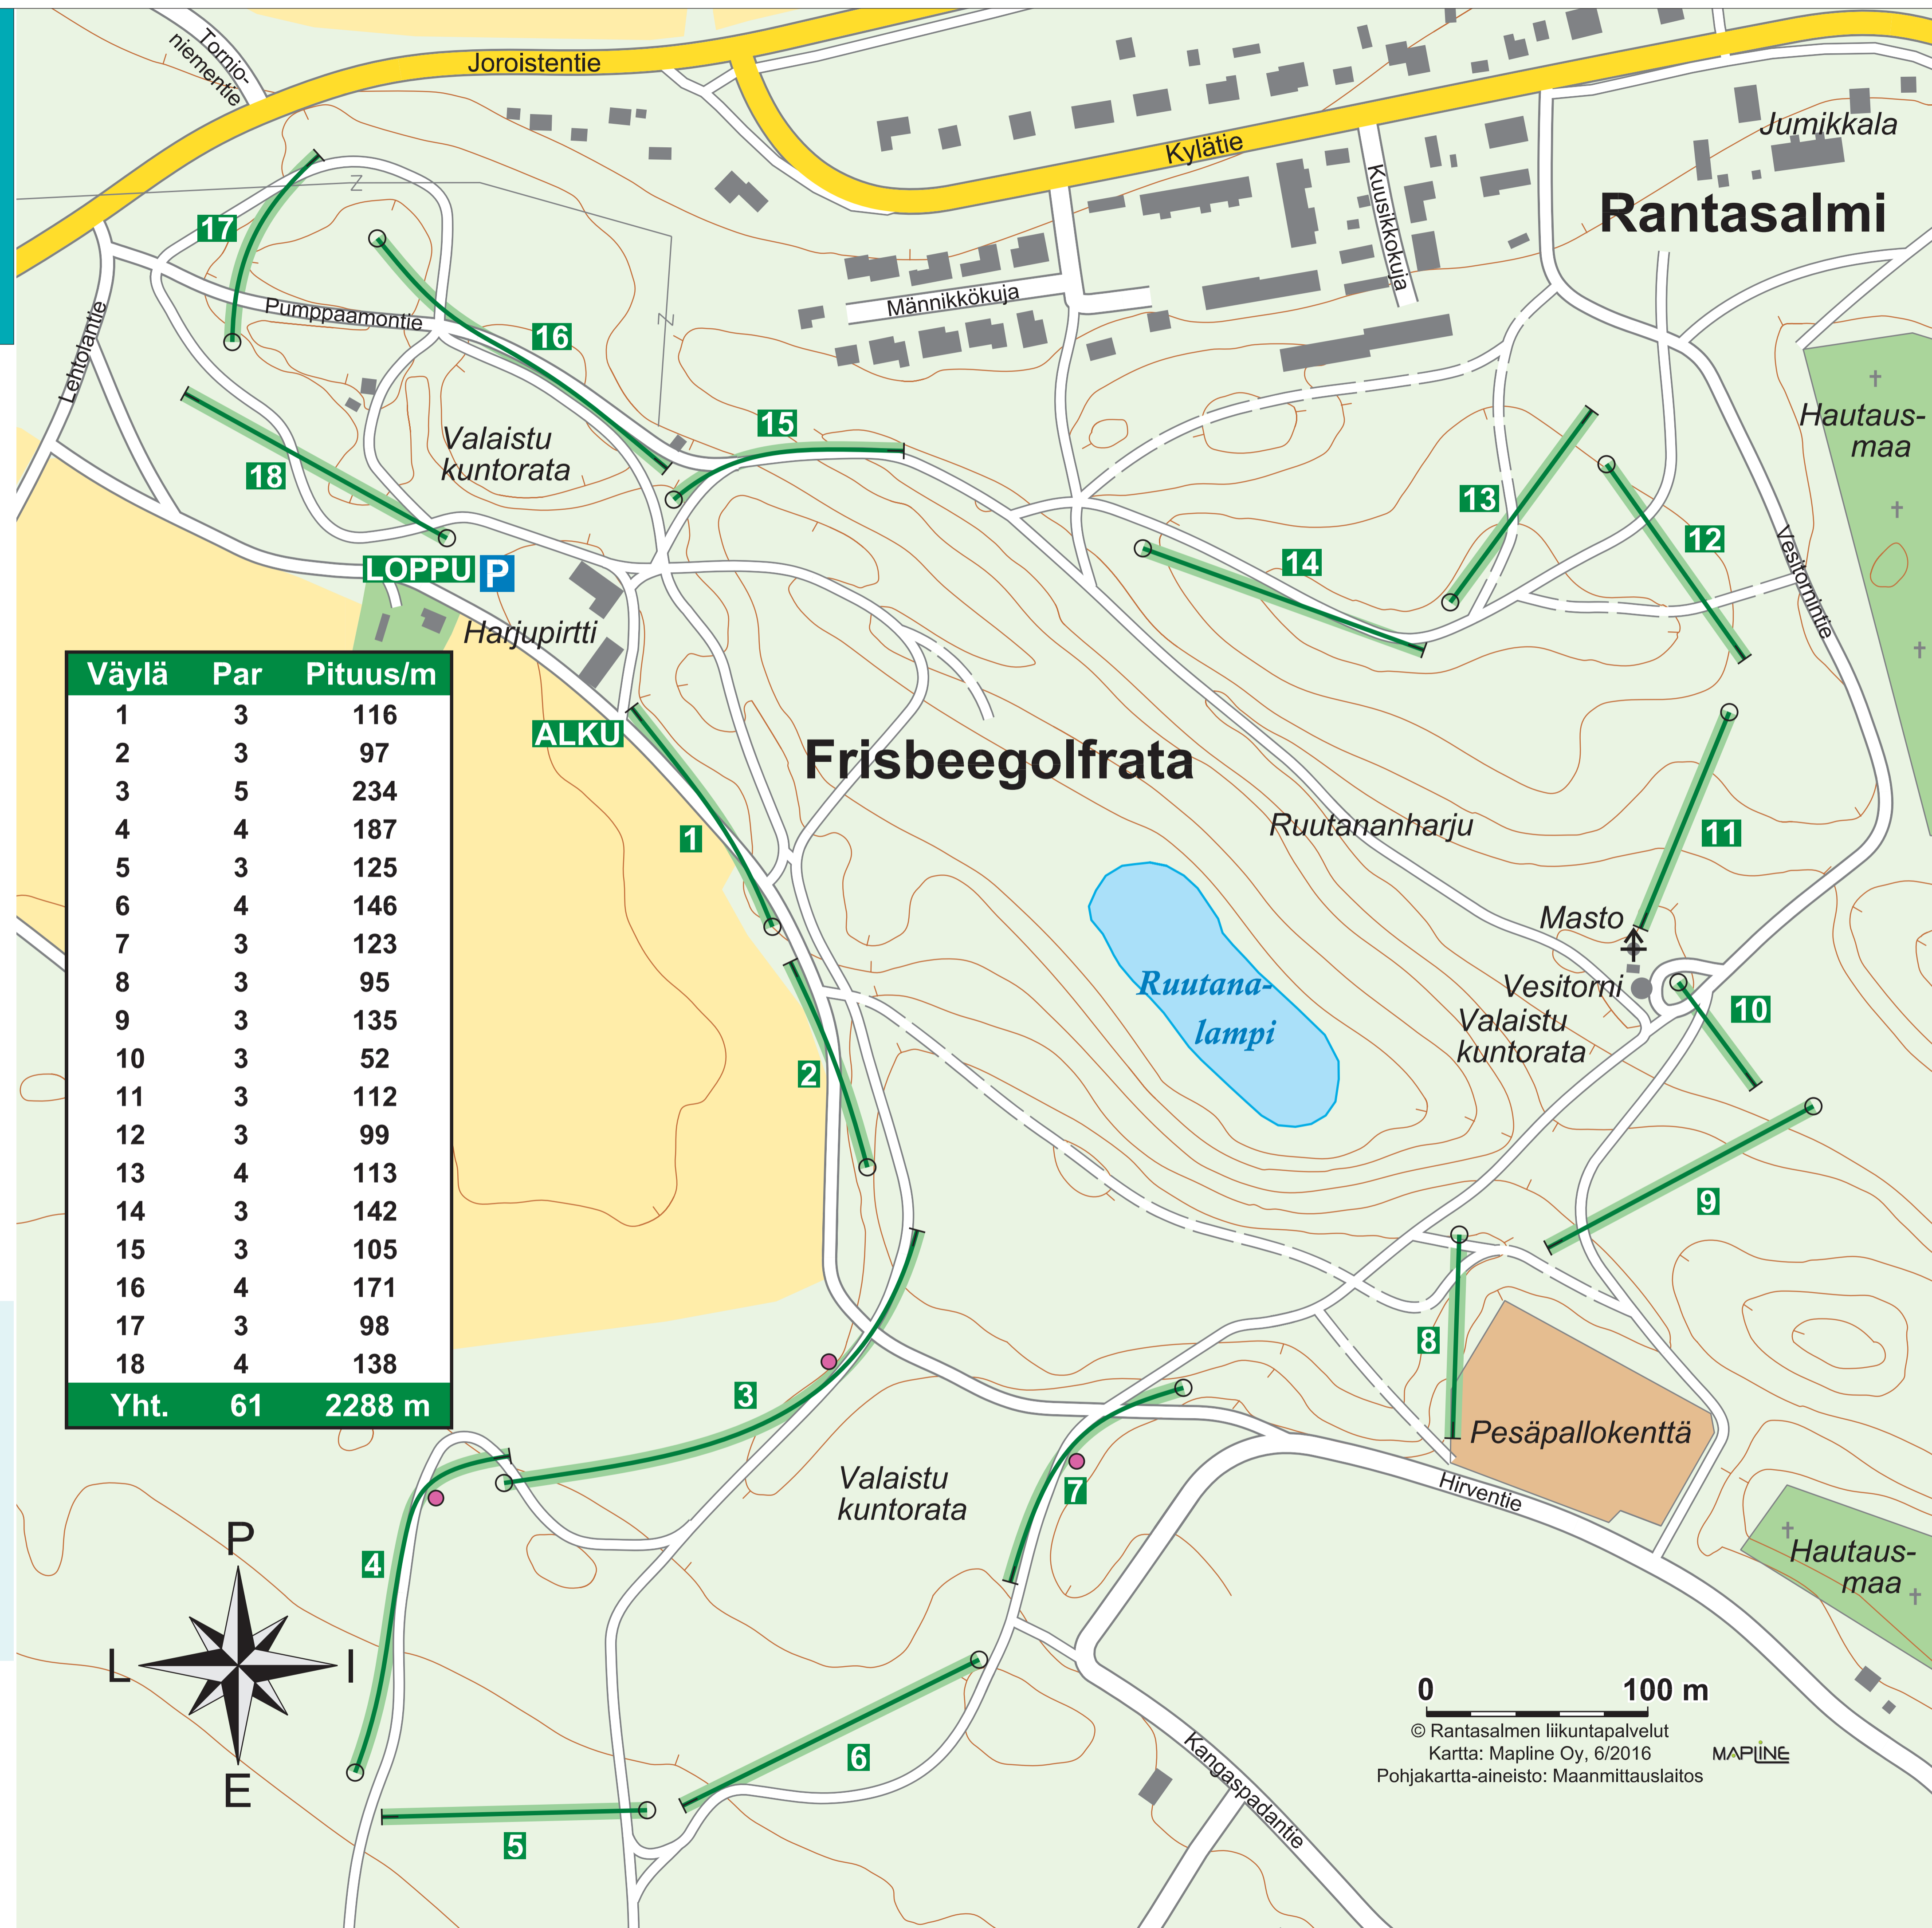 Tornio-
niementie
Joroistentie
Kylätie
Kuusikkokuja
Jumikkala
Rantasalmi
17
Z
Z
16
Pumppaamontie
Männikkökuja
Lehtolantie
Valaistu
kuntorata
15
18
Hautaus-
maa
13
12
14
Vesitornintie
LOPPU P
Harjupirtti
ALKU
Frisbeegolfrata
1
Ruutananharju
11
Masto
Vesitorni
Valaistu
kuntorata
10
Ruutana-
lampi
2
9
8
3
Pesäpallokenttä
Valaistu
kuntorata
7
Hirventie
Hautaus-
maa
4
6
5
Kangaspadantie
Väylä Par Pituus/m
1 3 116
2 3 97
3 5 234
4 4 187
5 3 125
6 4 146
7 3 123
8 3 95
9 3 135
10 3 52
11 3 112
12 3 99
13 4 113
14 3 142
15 3 105
16 4 171
17 3 98
18 4 138
Yht. 61 2288 m
P
L I
E
0 100 m
© Rantasalmen liikuntapalvelut
Kartta: Mapline Oy, 6/2016
Pohjakartta-aineisto: Maanmittauslaitos
MAPLINE